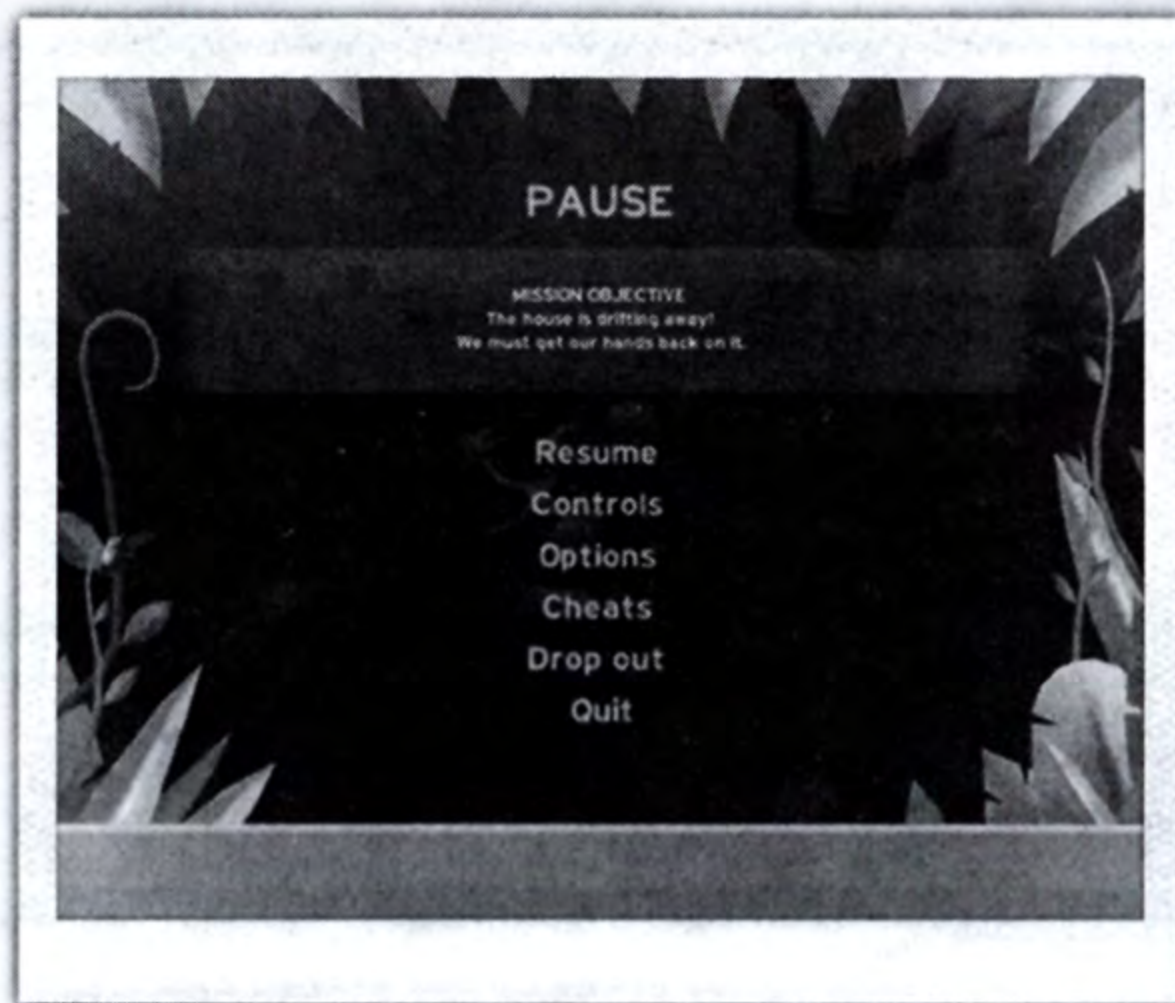 PAUSE
MISSION OBJECTIVE
The house is drifting away!
We must get our hands back on it.
Resume
Controls
Options
Cheats
Drop out
Quit